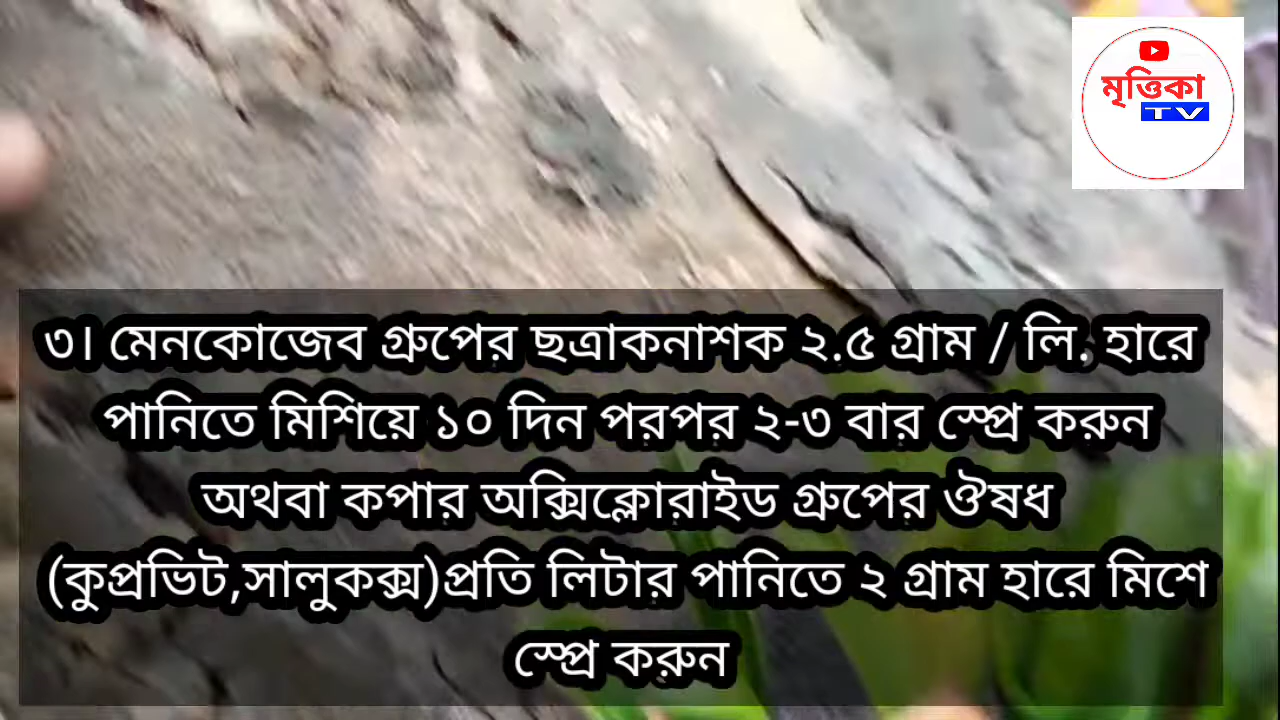 মৃত্তিকা
TV
৩। মেনকোজেব গ্রুপের ছত্রাকনাশক ২.৫ গ্রাম / লি. হারে
পানিতে মিশিয়ে ১০ দিন পরপর ২-৩ বার স্প্রে করুন
অথবা কপার অক্সিক্লোরাইড গ্রুপের ঔষধ
(কুপ্রভিট,সালুকক্স)প্রতি লিটার পানিতে ২ গ্রাম হারে মিশে
স্প্রে করুন